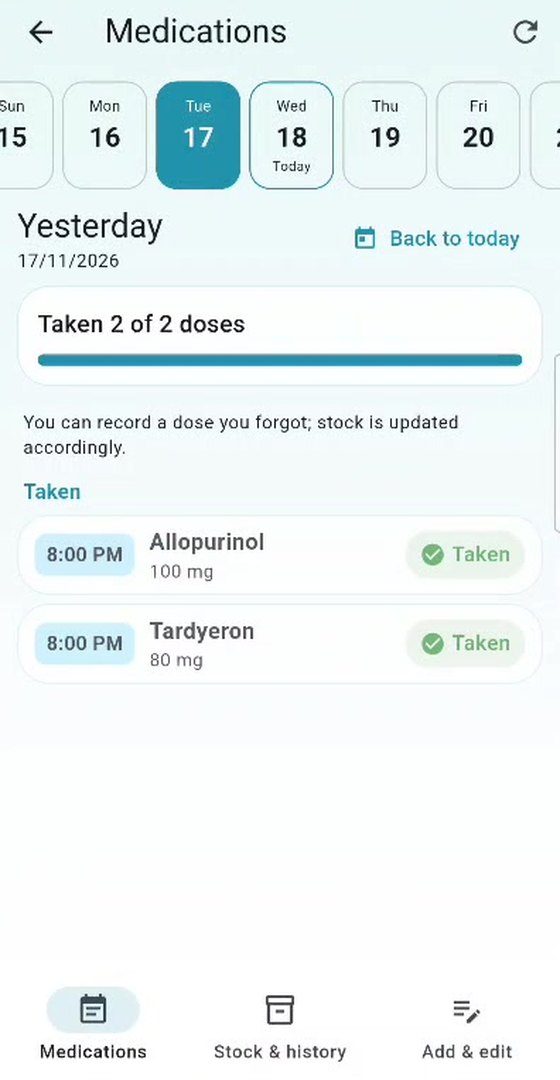 Medications
Sun
15
Mon
16
Tue
17
Wed
18
Today
Thu
19
Fri
20
Yesterday
17/11/2026
Back to today
Taken 2 of 2 doses
You can record a dose you forgot; stock is updated
accordingly.
Taken
8:00 PM
Allopurinol
100 mg
Taken
8:00 PM
Tardyeron
80 mg
Taken
Medications
Stock & history
Add & edit